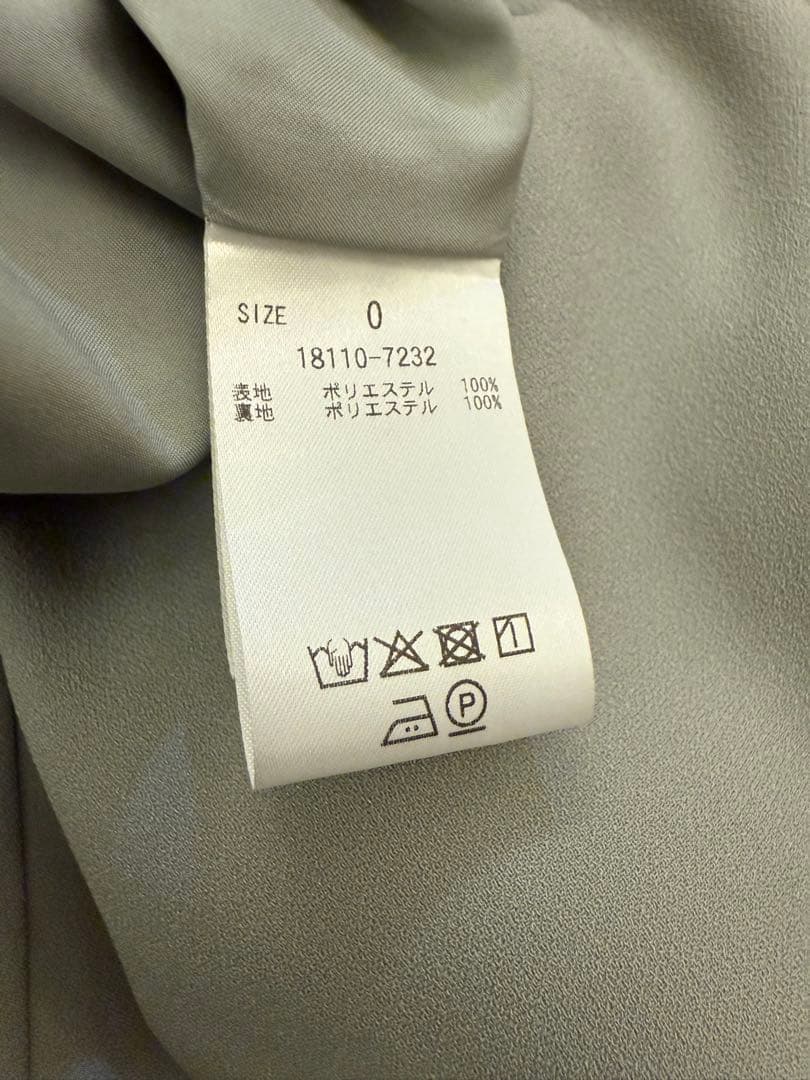 SIZE 0
18110-7232
表地 ポリエステル 100%
裏地 ポリエステル 100%
P